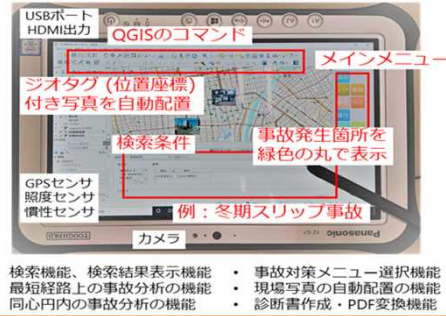 USBポート
HDMI出力
QGISのコマンド
メインメニュー
ジオタグ (位置座標)
付き写真を自動配置
検索条件
事故発生箇所を
緑色の丸で表示
GPSセンサ
照度センサ
慣性センサ
例：冬期スリップ事故
カメラ
TOUGHPAD
Panasonic
検索機能、検索結果表示機能
最短経路上の事故分析の機能
同心円内の事故分析の機能
・ 事故対策メニュー選択機能
・ 現場写真の自動配置の機能
・ 診断書作成・PDF変換機能